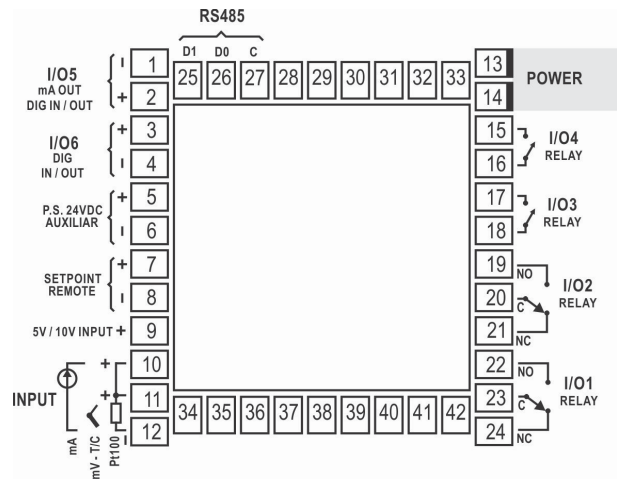 RS485
D1 D0 C
25 26 27 28 29 30 31 32 33
1
2
3
4
5
6
7
8
9
10
11
12
I/O5
mA OUT
DIG IN / OUT
−
+
I/O6
DIG
IN / OUT
+
−
P.S. 24VDC
AUXILIAR
+
−
SETPOINT
REMOTE
+
−
5V / 10V INPUT +
INPUT
+
+
−
mA
mV - T/C
Pt100
34 35 36 37 38 39 40 41 42
13
14
POWER
15
16
I/O4
RELAY
17
18
I/O3
RELAY
19 NO
20 C
21 NC
I/O2
RELAY
22 NO
23 C
24 NC
I/O1
RELAY